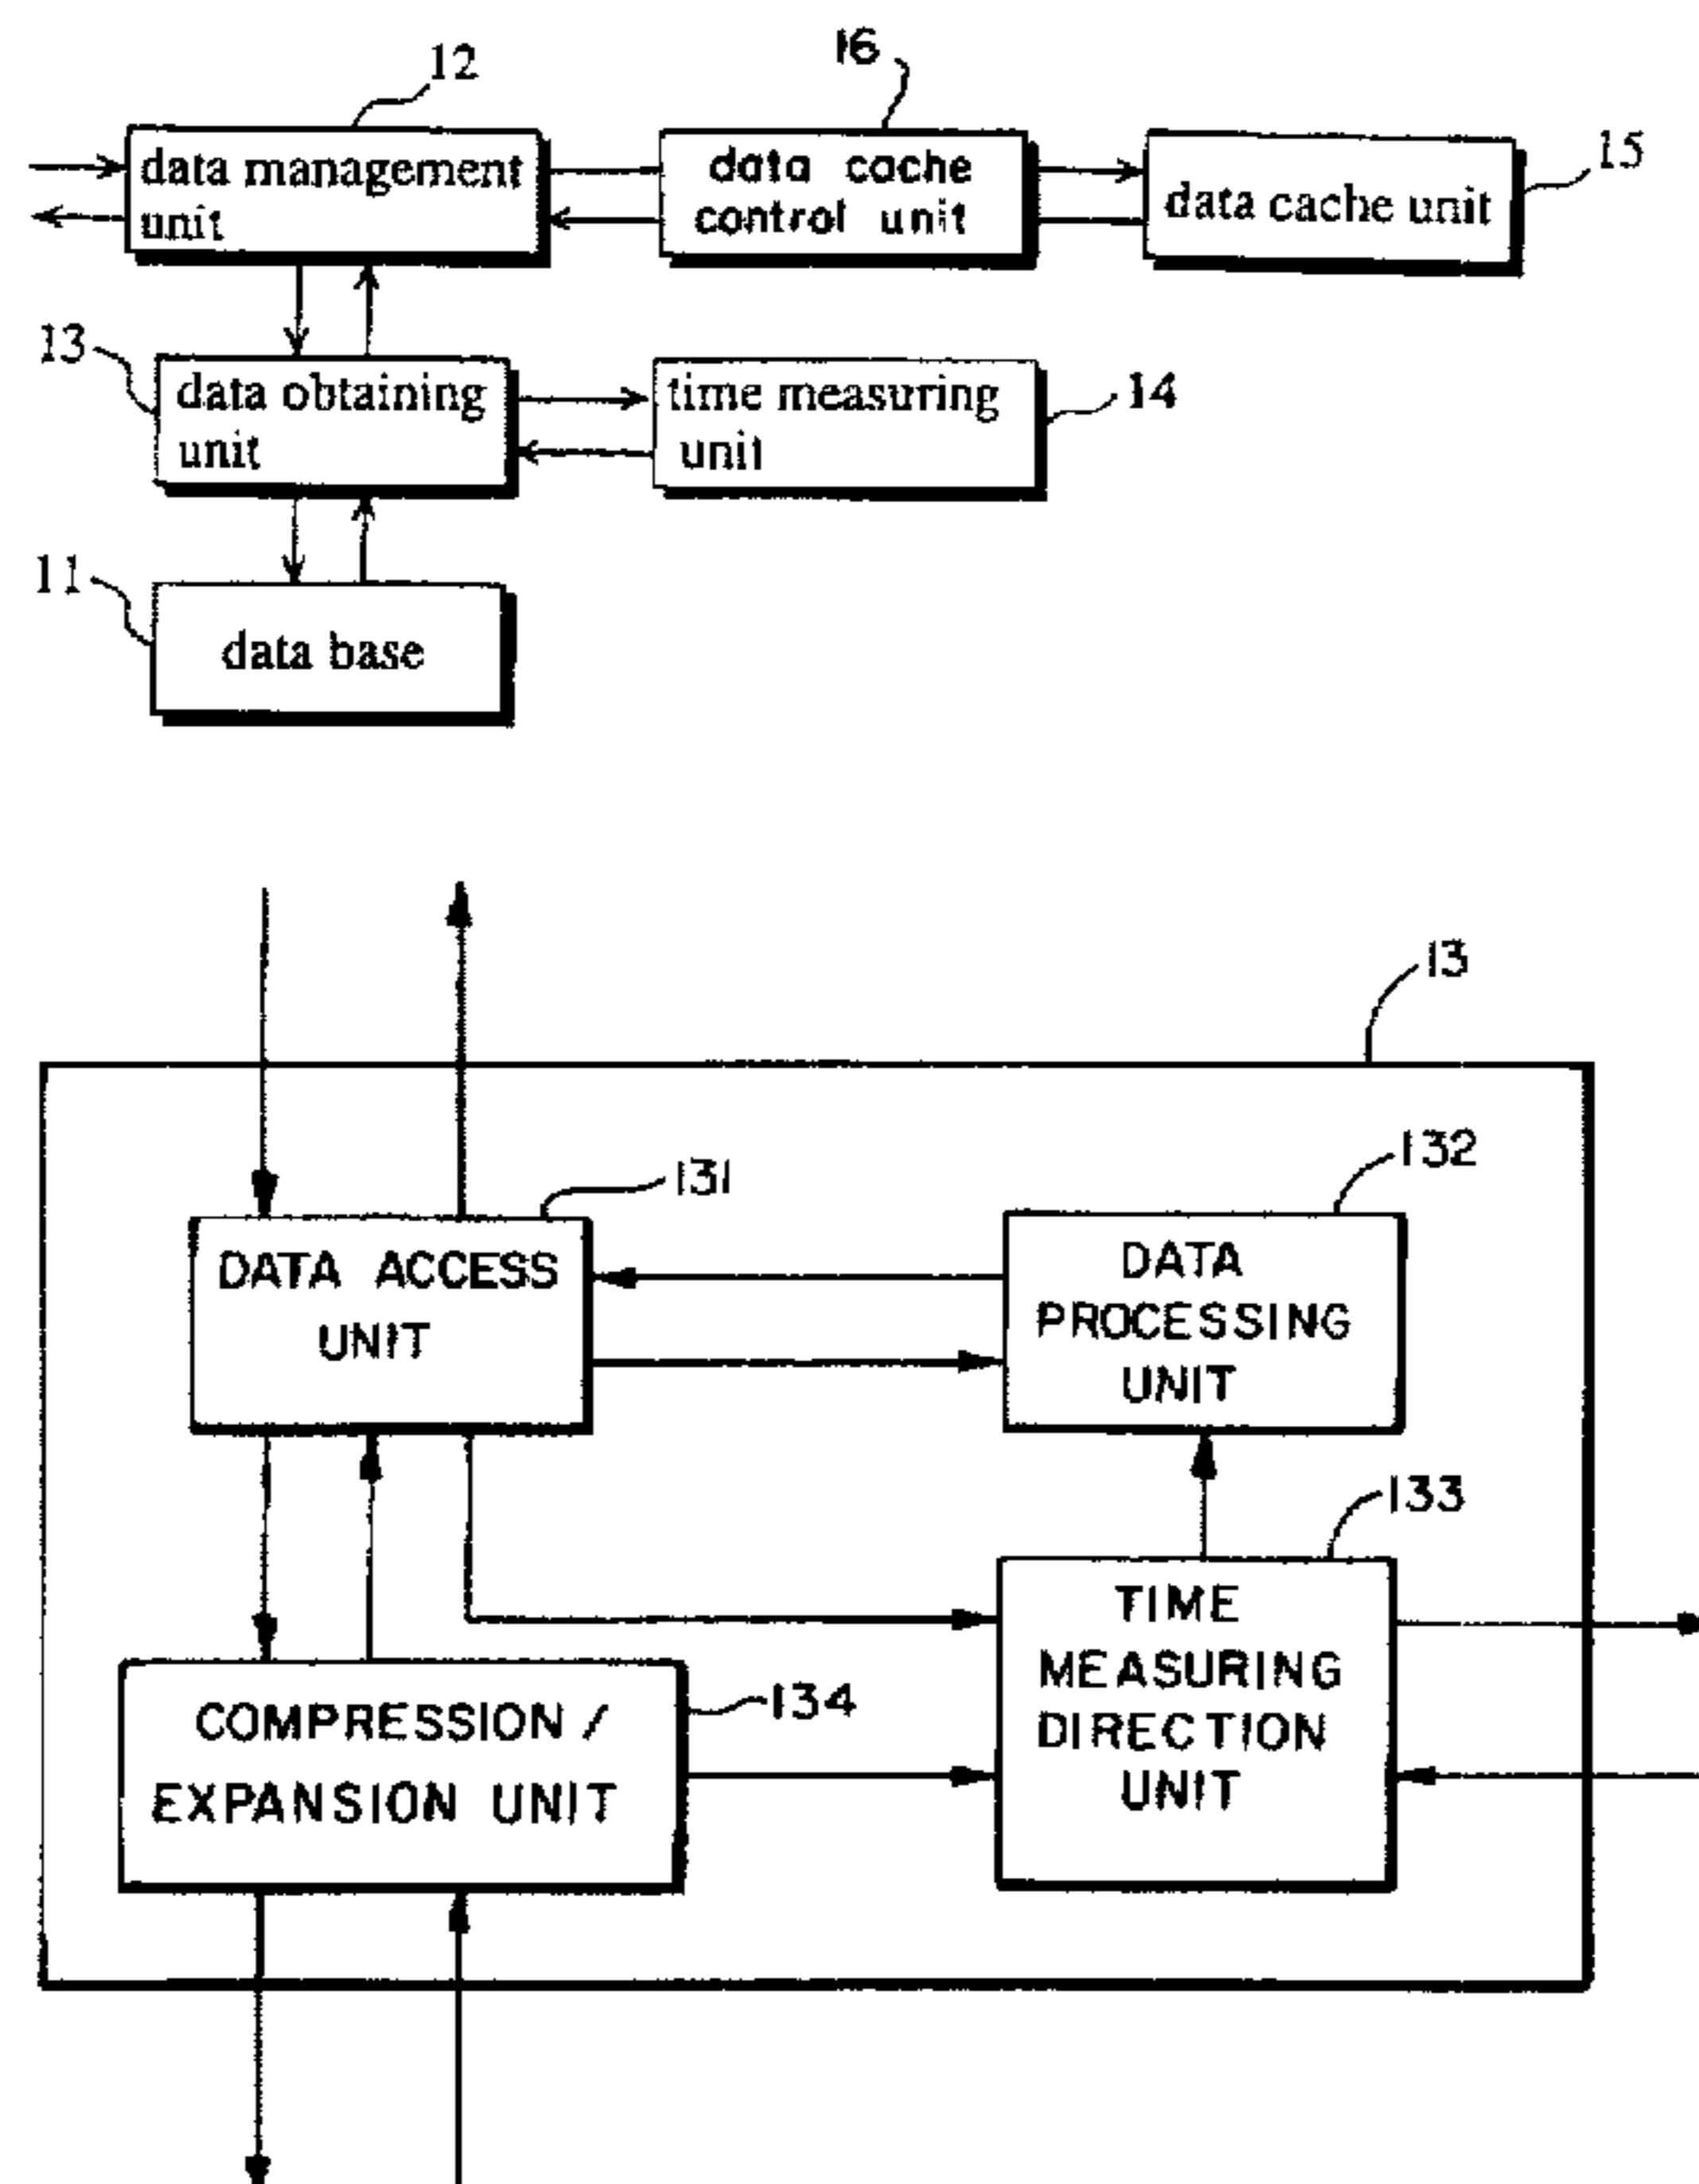 12
16
data management
unit
data cache
control unit
data cache unit
15
13
data obtaining
unit
time measuring
unit
14
11
data base
13
131
132
DATA ACCESS
UNIT
DATA
PROCESSING
UNIT
133
TIME
MEASURING
DIRECTION
UNIT
134
COMPRESSION /
EXPANSION UNIT